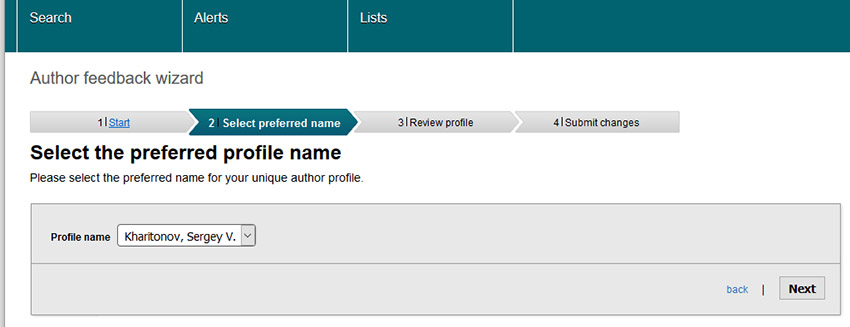 Search Alerts Lists
Author feedback wizard
1 | Start 2 | Select preferred name 3 | Review profile 4 | Submit changes
Select the preferred profile name
Please select the preferred name for your unique author profile.
Profile name Kharitonov, Sergey V.
back | Next